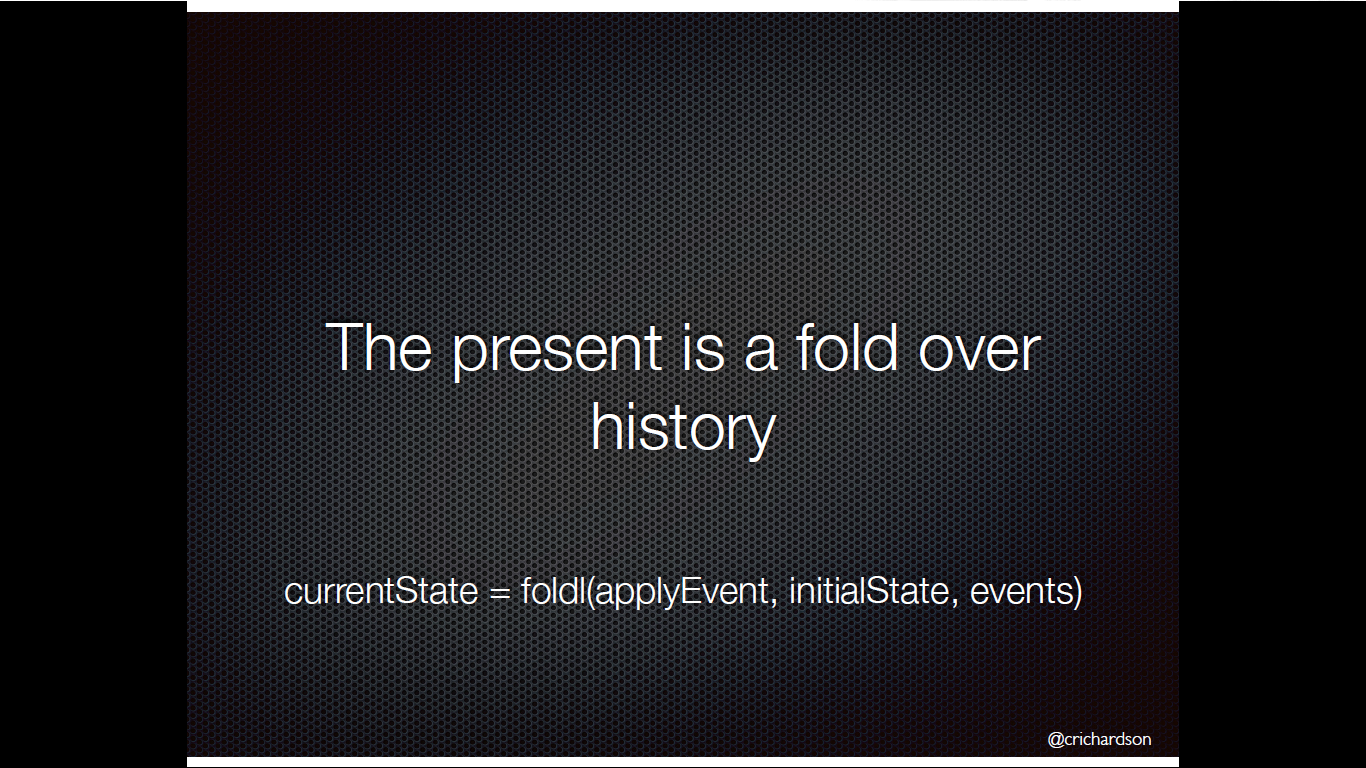 The present is a fold over
history
currentState = foldl(applyEvent, initialState, events)
@crichardson